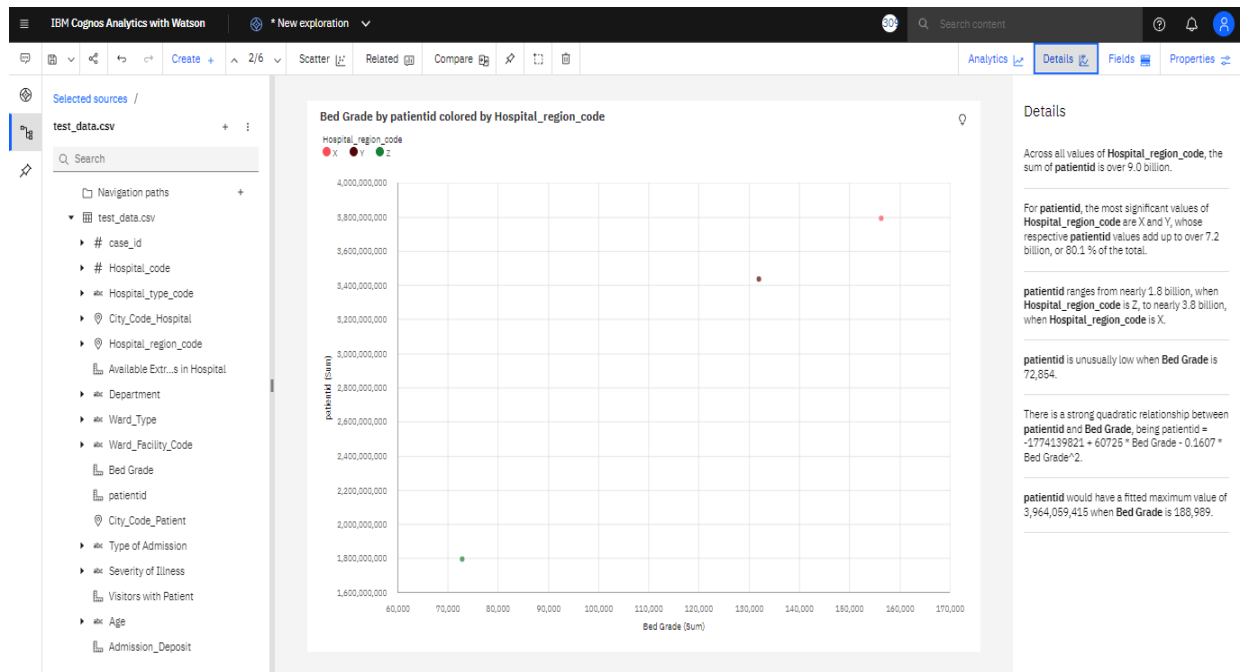 IBM Cognos Analytics with Watson
* New exploration
Search content
Create +
2/6
Scatter
Related
Compare
Analytics
Details
Fields
Properties
Selected sources /
test_data.csv
Search
Navigation paths
test_data.csv
# case_id
# Hospital_code
abc Hospital_type_code
City_Code_Hospital
Hospital_region_code
Available Extr...s in Hospital
abc Department
abc Ward_Type
abc Ward_Facility_Code
Bed Grade
patientid
City_Code_Patient
abc Type of Admission
abc Severity of Illness
Visitors with Patient
abc Age
Admission_Deposit
Bed Grade by patientid colored by Hospital_region_code
Hospital_region_code
X Y Z
patientid (Sum)
4,000,000,000
3,800,000,000
3,600,000,000
3,400,000,000
3,200,000,000
3,000,000,000
2,800,000,000
2,600,000,000
2,400,000,000
2,200,000,000
2,000,000,000
1,800,000,000
1,600,000,000
60,000 70,000 80,000 90,000 100,000 110,000 120,000 130,000 140,000 150,000 160,000 170,000
Bed Grade (Sum)
Details
Across all values of Hospital_region_code, the
sum of patientid is over 9.0 billion.
For patientid, the most significant values of
Hospital_region_code are X and Y, whose
respective patientid values add up to over 7.2
billion, or 80.1 % of the total.
patientid ranges from nearly 1.8 billion, when
Hospital_region_code is Z, to nearly 3.8 billion,
when Hospital_region_code is X.
patientid is unusually low when Bed Grade is
72,854.
There is a strong quadratic relationship between
patientid and Bed Grade, being patientid =
-1774139821 + 60725 * Bed Grade - 0.1607 *
Bed Grade^2.
patientid would have a fitted maximum value of
3,964,059,415 when Bed Grade is 188,989.